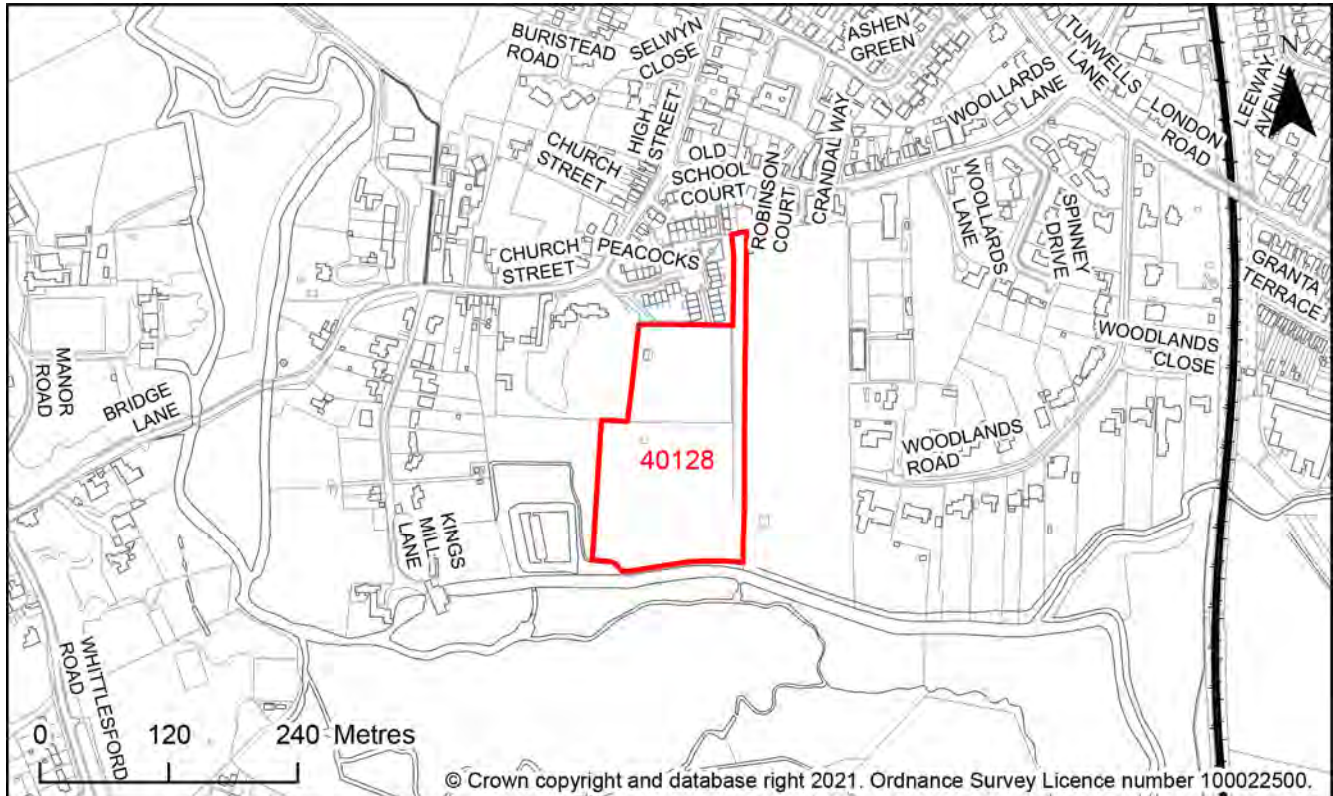 BURISTEAD
ROAD
SELWYN
CLOSE
ASHEN
GREEN
TUNWELLS
LANE
LEEWAY
AVENUE
N
WOOLLARDS
LANE
LONDON
ROAD
HIGH
STREET
CHURCH
STREET
OLD
SCHOOL
COURT
ROBINSON
COURT
CRANDAL WAY
WOOLLARDS
LANE
SPINNEY
DRIVE
CHURCH
STREET
PEACOCKS
GRANTA
TERRACE
MANOR
ROAD
BRIDGE
LANE
WOODLANDS
CLOSE
WOODLANDS
ROAD
40128
KINGS
MILL
LANE
WHITTLESFORD
ROAD
0 120 240 Metres
© Crown copyright and database right 2021. Ordnance Survey Licence number 100022500.